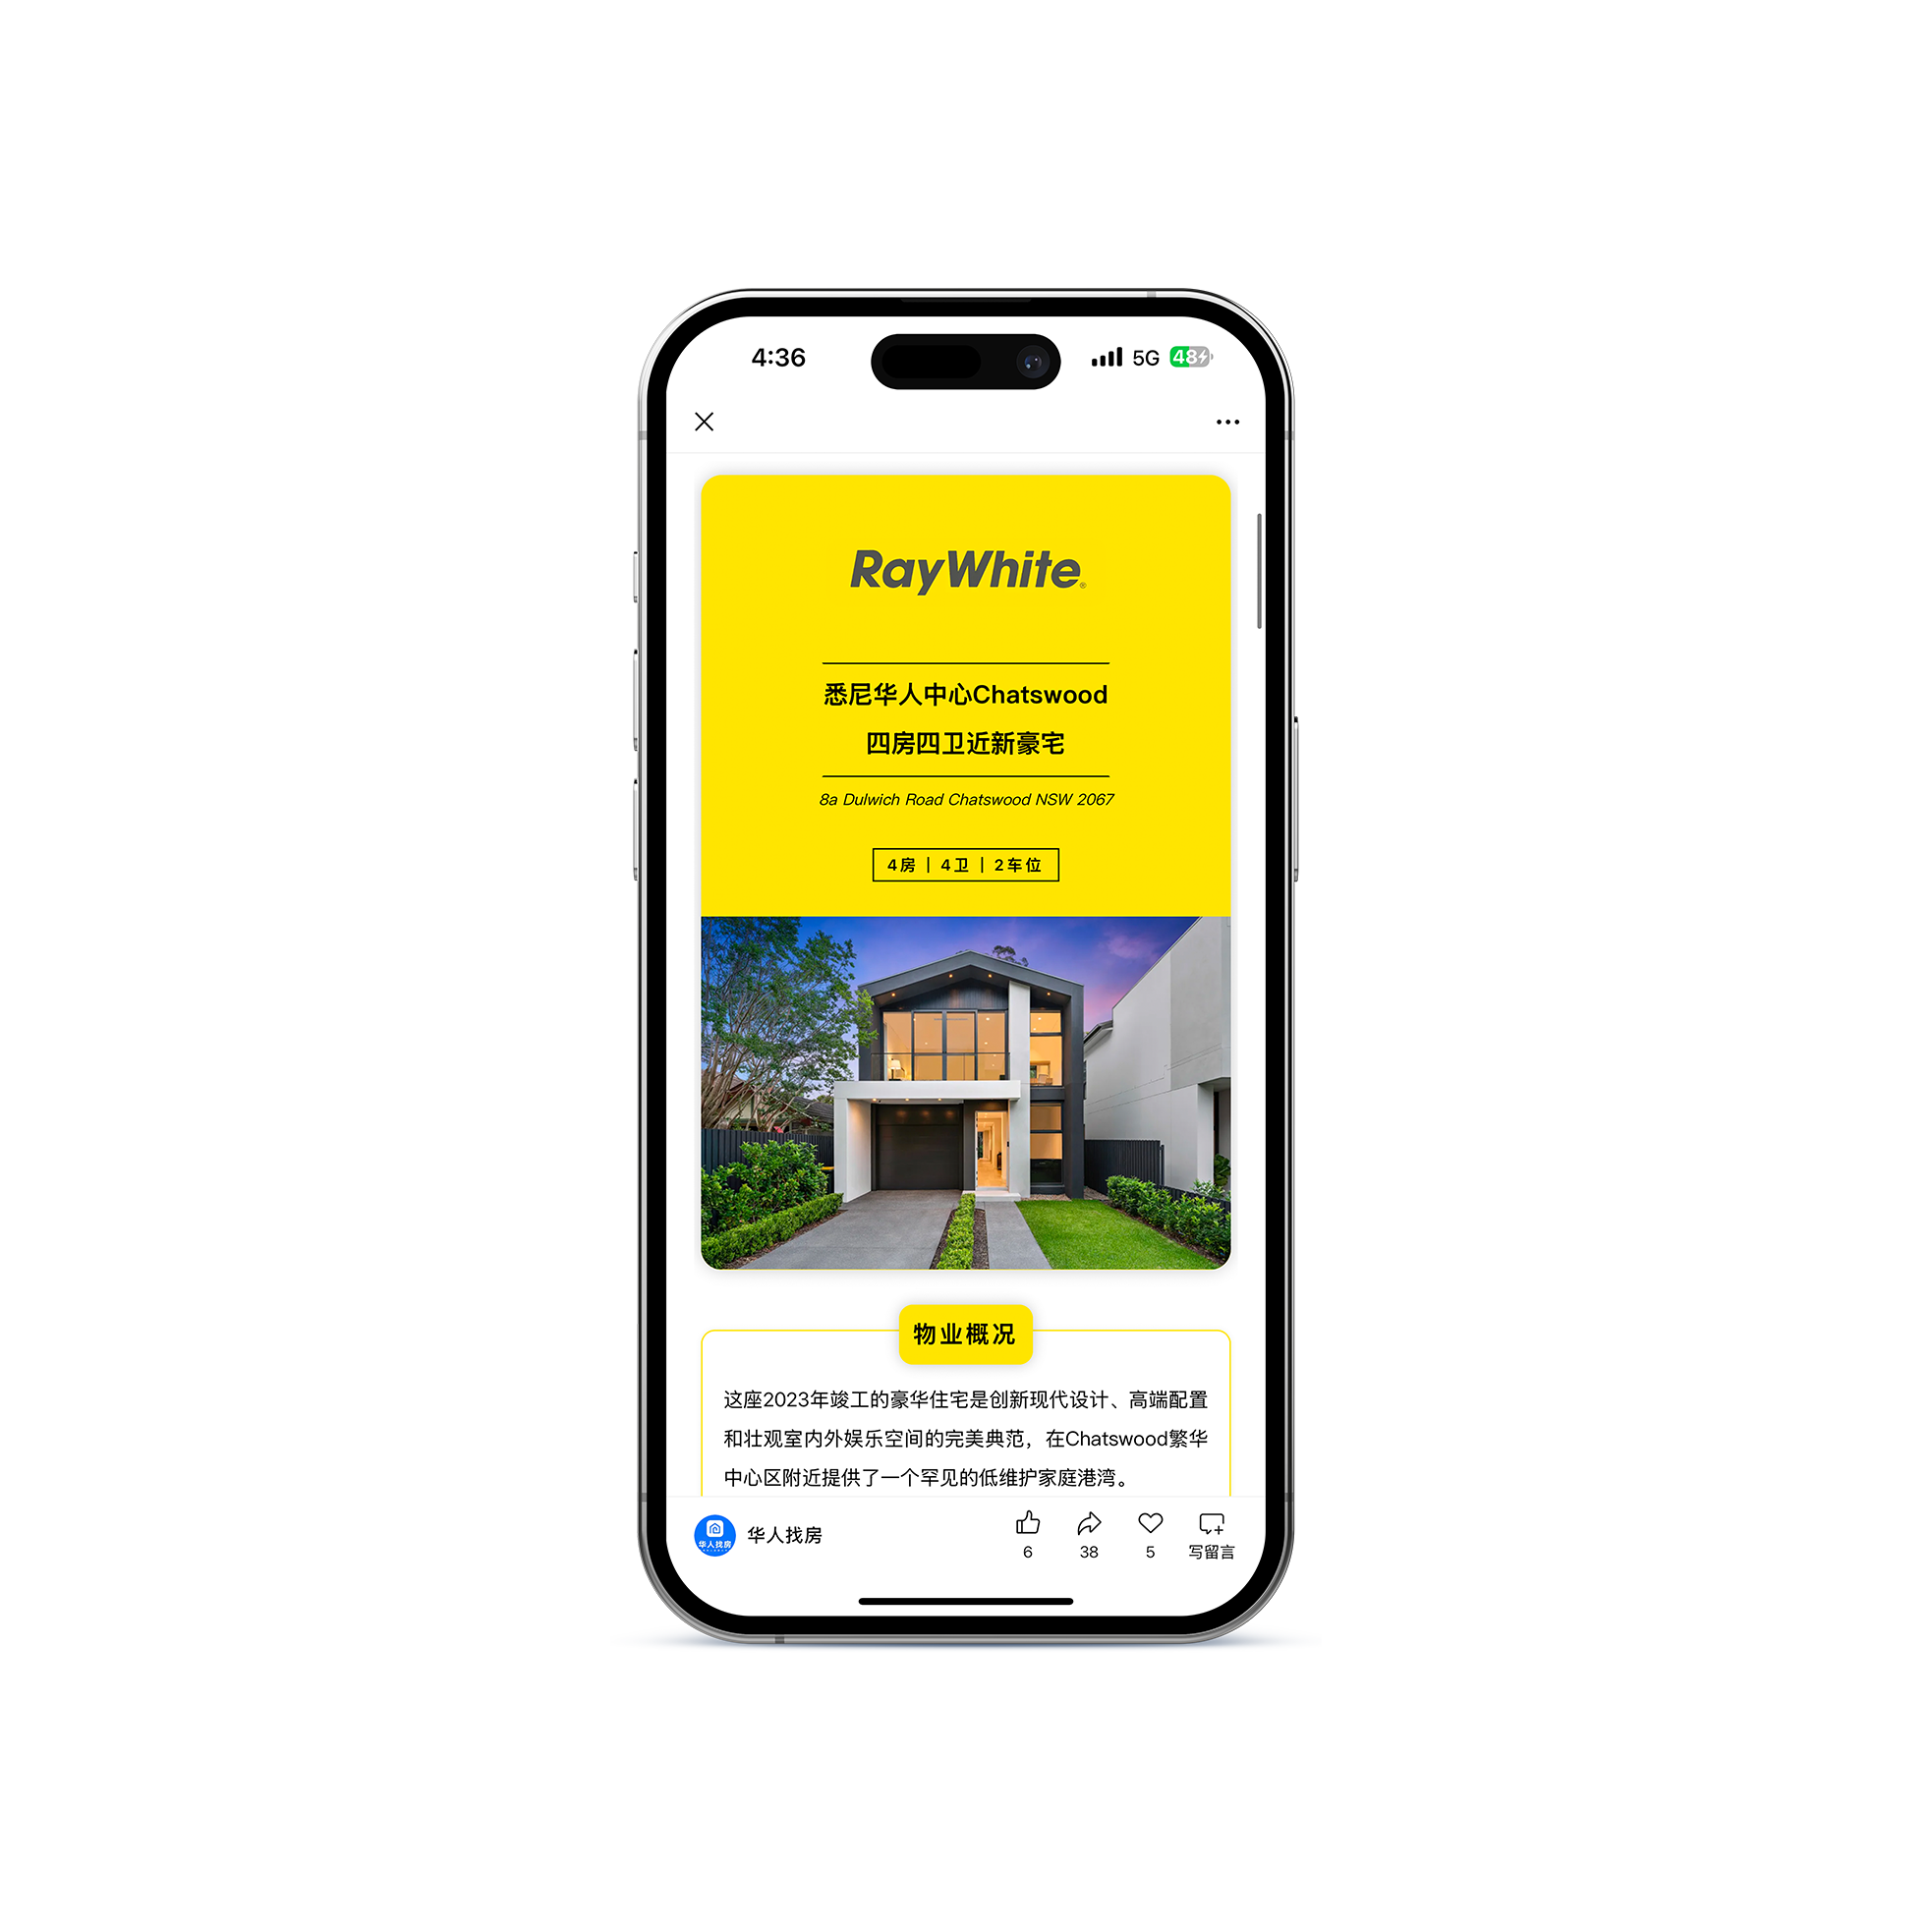 4:36
5G
48
RayWhite®
悉尼华人中心Chatswood
四房四卫近新豪宅
8a Dulwich Road Chatswood NSW 2067
4房 | 4卫 | 2车位
物业概况
这座2023年竣工的豪华住宅是创新现代设计、高端配置
和壮观室内外娱乐空间的完美典范，在Chatswood繁华
中心区附近提供了一个罕见的低维护家庭港湾。
华人找房
华人找房
6
38
5
写留言